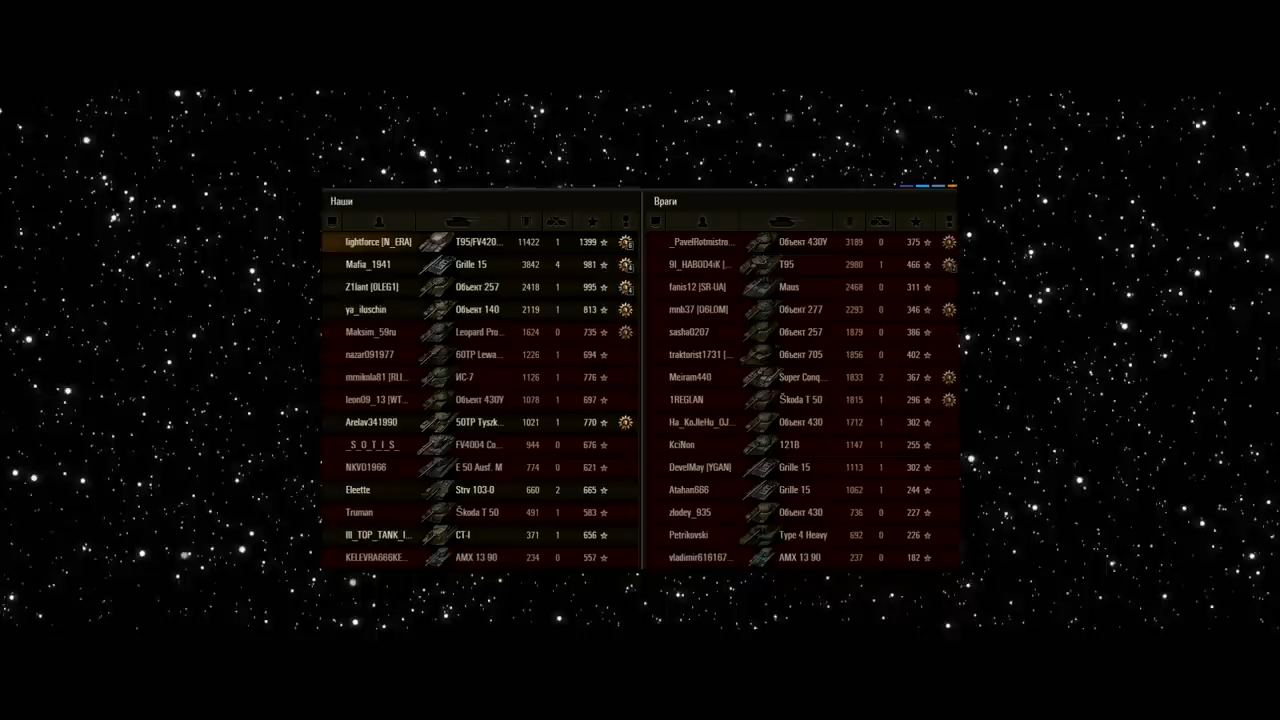 Наши
lightforce [N_ERA] T95/FV420... 11422 1 1399
Mafia_1941 Grille 15 3842 4 981
Z1lant [0LEG1] Объект 257 2418 1 995
ya_iluschin Объект 140 2119 1 813
Maksim_59ru Leopard Pro... 1624 0 735
nazar091977 60TP Lewa... 1226 1 694
mmikola81 [RLI... ИС-7 1126 1 776
leon09_13 [WT... Объект 430У 1078 1 697
Arelav341990 50TP Tyszk... 1021 1 770
_S_O_T_I_S_ FV4004 Co... 944 0 676
NKVD1966 E 50 Ausf. M 774 0 621
Eleette Strv 103-0 660 2 665
Truman Škoda T 50 491 1 583
III_TOP_TANK_I... СТ-I 371 1 656
KELEVRA666KE... AMX 13 90 234 0 557
Враги
_PavelRotmistro... Объект 430У 3189 0 375
9I_HABOD4iK [... T95 2980 1 466
fanis12 [SR-UA] Maus 2468 0 311
mnb37 [O6LOM] Объект 277 2293 0 346
sasha0207 Объект 257 1879 0 386
traktorist1731 [... Объект 705 1856 0 402
Meiram440 Super Conq... 1833 2 367
1REGLAN Škoda T 50 1815 1 296
Ha_KoJIeHu_OJ... Объект 430 1712 1 302
KciNon 121B 1147 1 255
DevelMay [YGAN] Grille 15 1113 1 302
Atahan666 Grille 15 1062 1 244
zlodey_935 Объект 430 736 0 227
Petrikovski Type 4 Heavy 692 0 226
vladimir616167... AMX 13 90 237 0 182